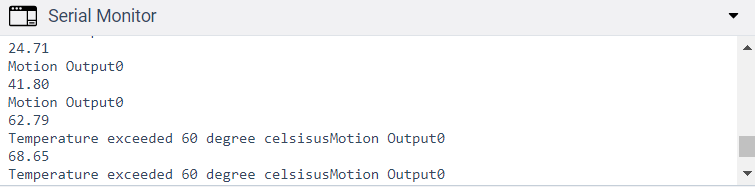 Serial Monitor
24.71
Motion Output0
41.80
Motion Output0
62.79
Temperature exceeded 60 degree celsisusMotion Output0
68.65
Temperature exceeded 60 degree celsisusMotion Output0